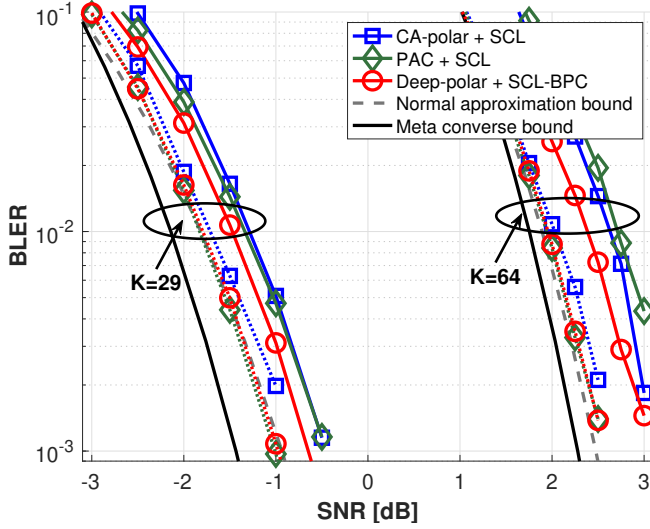 10^-1
CA-polar + SCL
PAC + SCL
Deep-polar + SCL-BPC
Normal approximation bound
Meta converse bound
BLER
10^-2
K=29
K=64
10^-3
-3 -2 -1 0 1 2 3
SNR [dB]